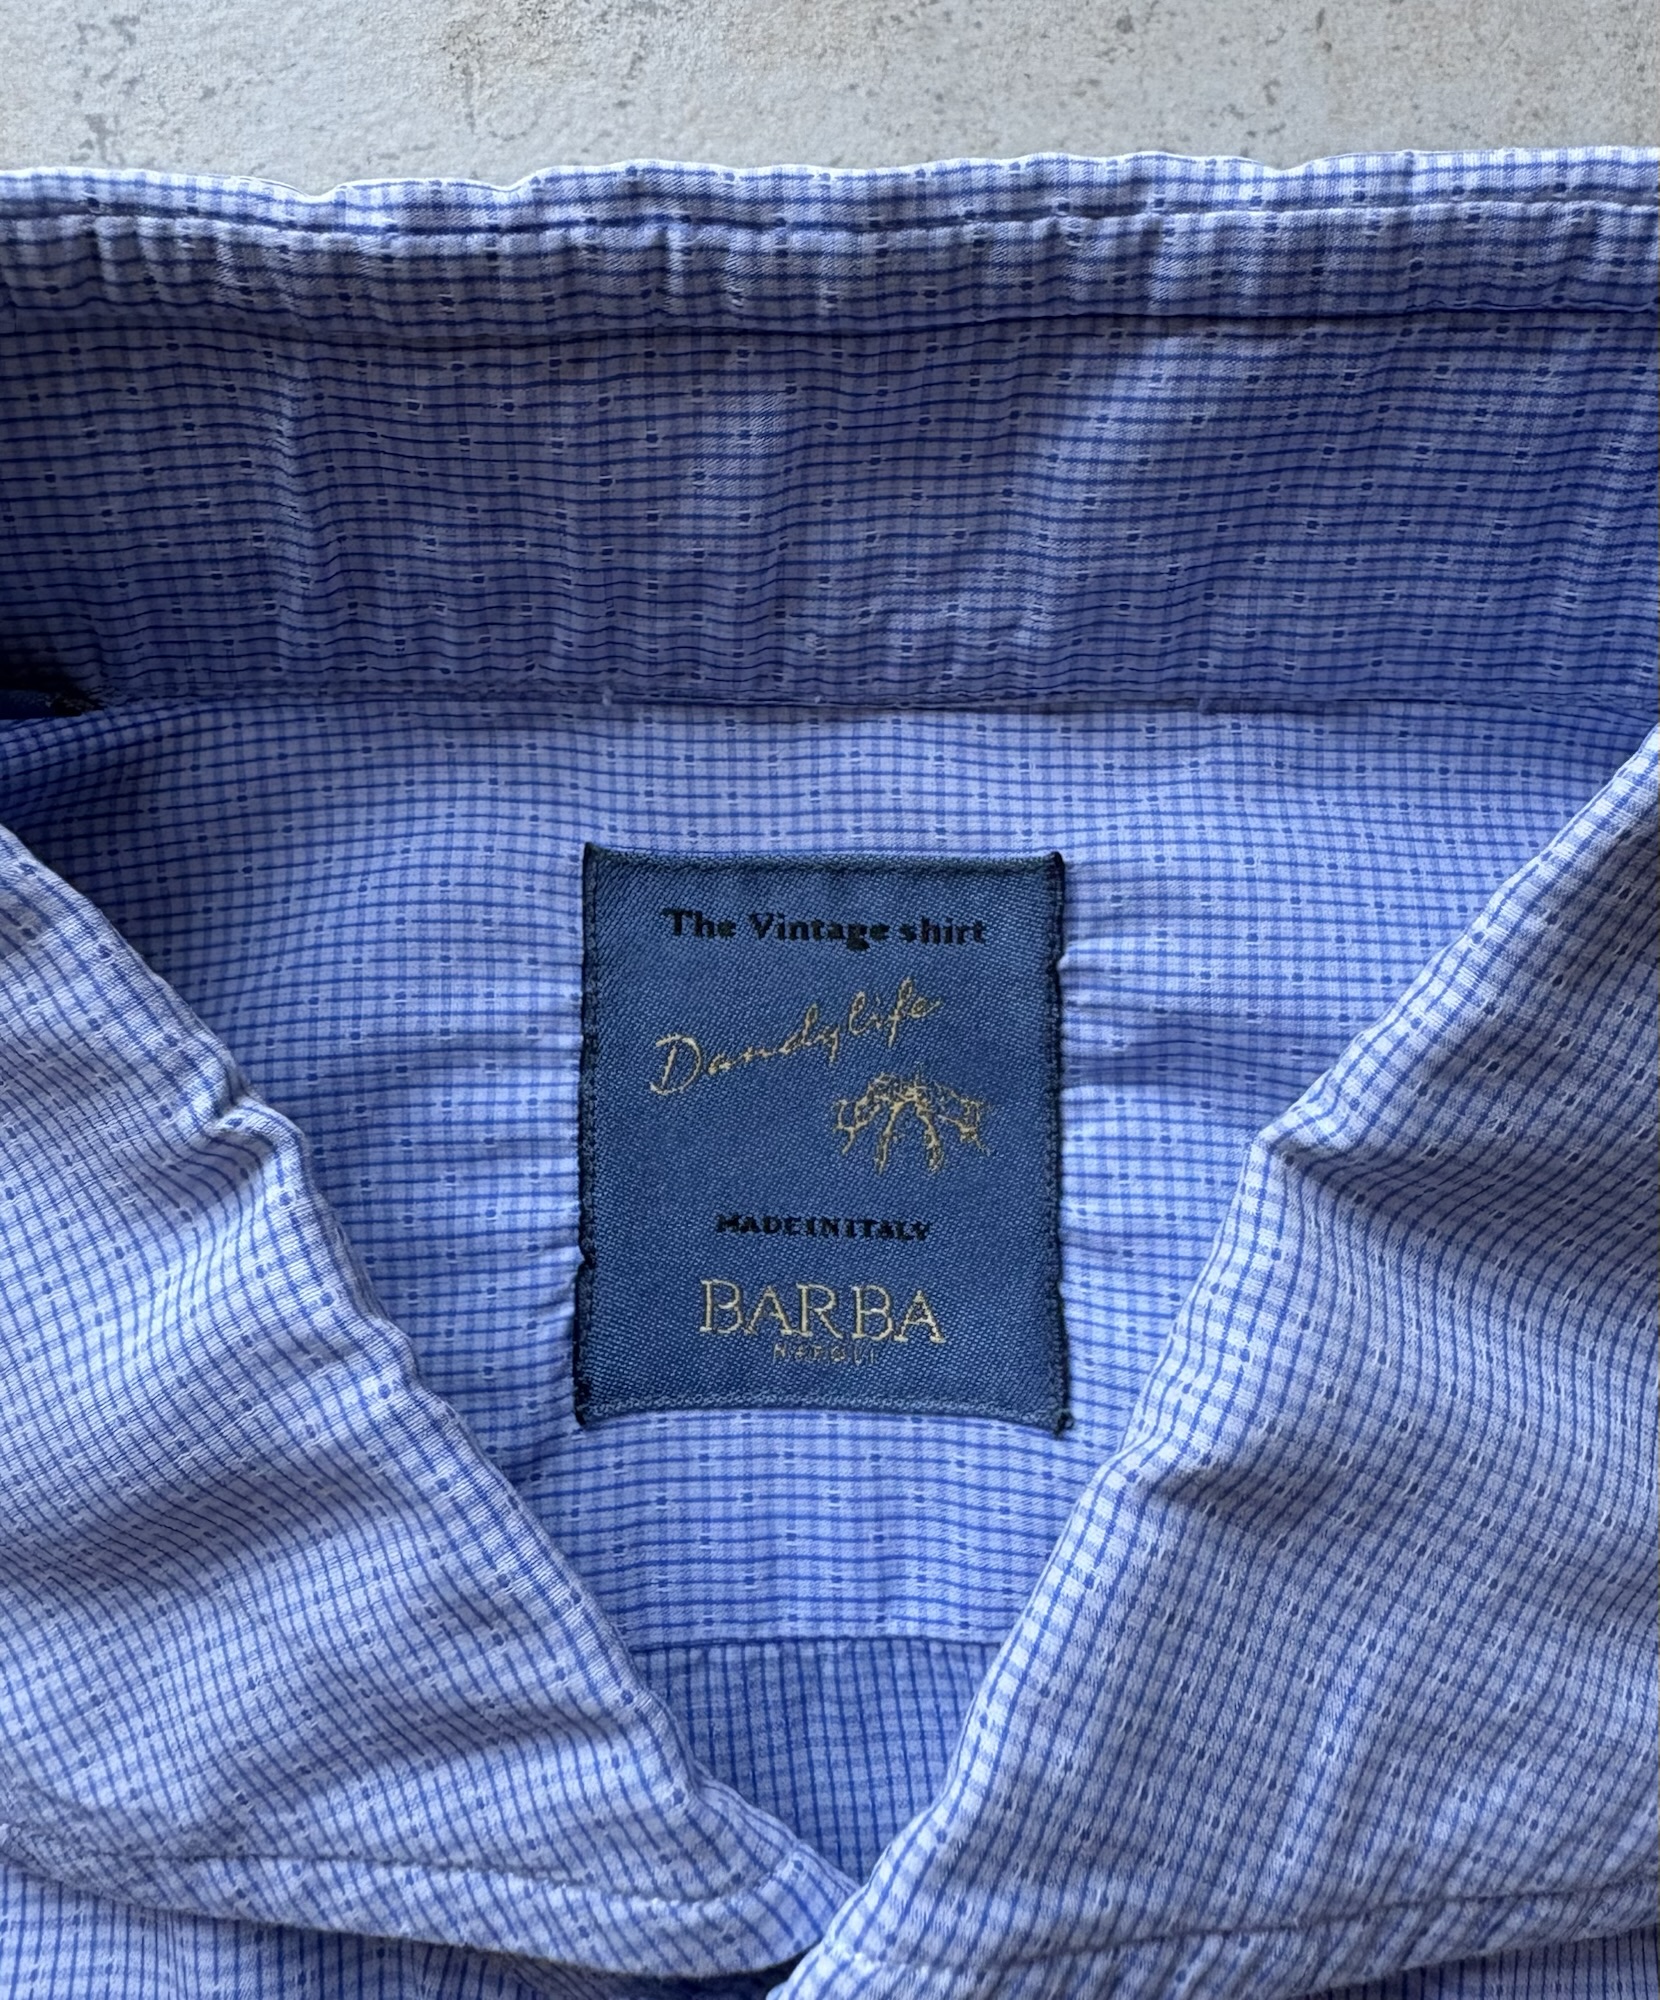 The Vintage shirt
Dandylife
MADE IN ITALY
BARBA
Napoli